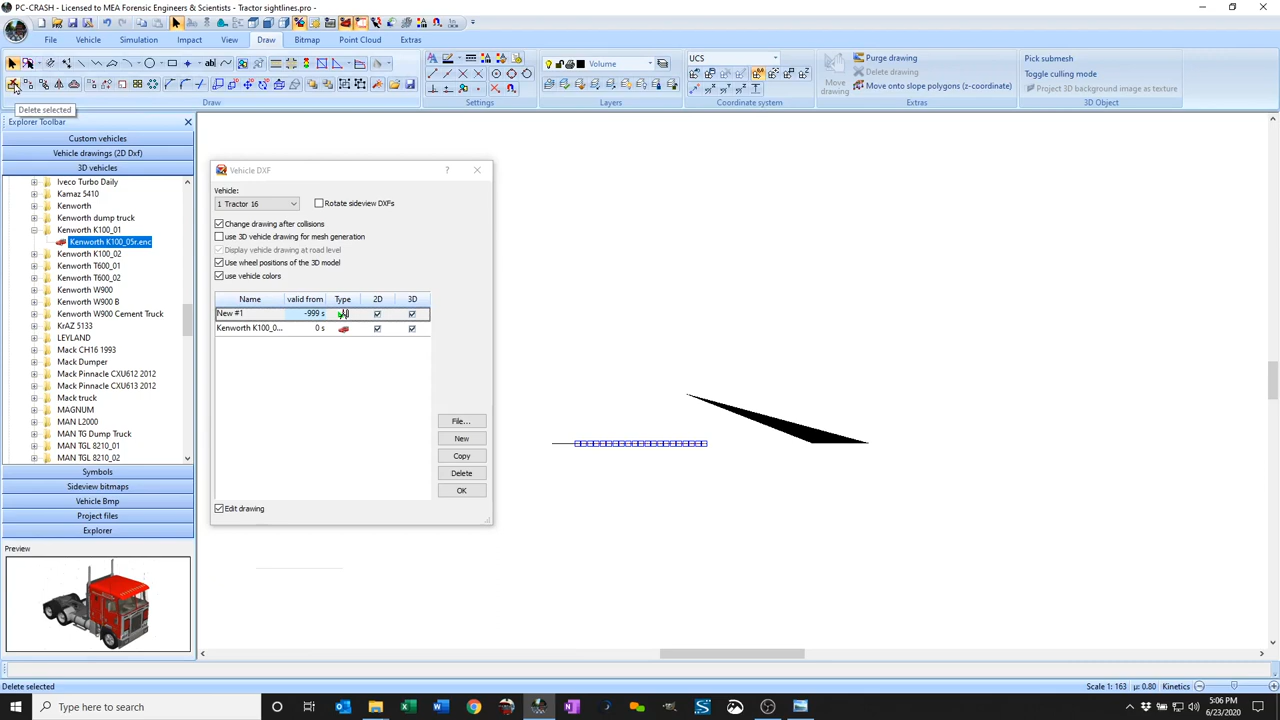 PC-CRASH - Licensed to MEA Forensic Engineers & Scientists - Tractor sightlines.pro -
File
Vehicle
Simulation
Impact
View
Draw
Bitmap
Point Cloud
Extras
Volume
UCS
Move drawing
Purge drawing
Delete drawing
Move onto slope polygons (z-coordinate)
Pick submesh
Toggle culling mode
Project 3D background image as texture
Draw
Settings
Layers
Coordinate system
Extras
3D Object
Delete selected
Explorer Toolbar
Custom vehicles
Vehicle drawings (2D Dxf)
3D vehicles
Iveco Turbo Daily
Kamaz 5410
Kenworth
Kenworth dump truck
Kenworth K100_01
Kenworth K100_05r.enc
Kenworth K100_02
Kenworth T600_01
Kenworth T600_02
Kenworth W900
Kenworth W900 B
Kenworth W900 Cement Truck
KrAZ 5133
LEYLAND
Mack CH16 1993
Mack Dumper
Mack Pinnacle CXU612 2012
Mack Pinnacle CXU613 2012
Mack truck
MAGNUM
MAN L2000
MAN TG Dump Truck
MAN TGL 8210_01
MAN TGL 8210_02
Symbols
Sideview bitmaps
Vehicle Bmp
Project files
Explorer
Preview
Vehicle DXF
?
Vehicle:
1 Tractor 16
Rotate sideview DXFs
Change drawing after collisions
use 3D vehicle drawing for mesh generation
Display vehicle drawing at road level
Use wheel positions of the 3D model
use vehicle colors
Name valid from Type 2D 3D
New #1 -999 s
Kenworth K100_0... 0 s
File...
New
Copy
Delete
OK
Edit drawing
Delete selected
Scale 1: 163 µ: 0.80 Kinetics
Type here to search
5:06 PM
6/23/2020